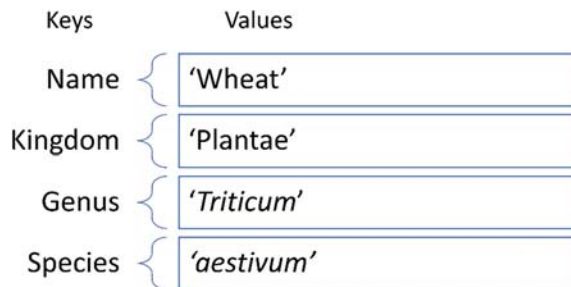 Keys Values
Name ‘Wheat’
Kingdom ‘Plantae’
Genus ‘Triticum’
Species ‘aestivum’